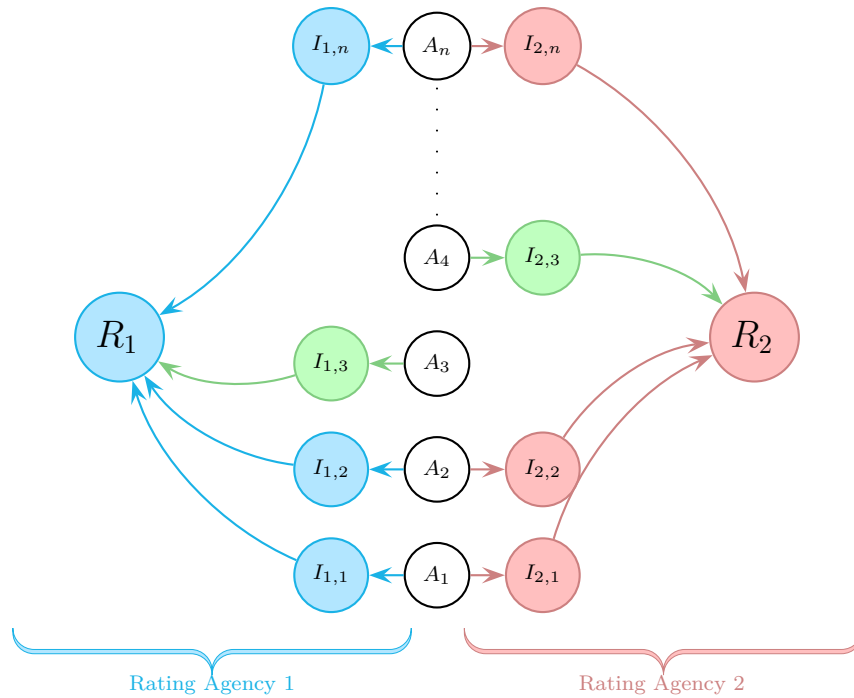 I₁,ₙ Aₙ I₂,ₙ
A₄ I₂,₃
R₁ R₂
I₁,₃ A₃
I₁,₂ A₂ I₂,₂
I₁,₁ A₁ I₂,₁
Rating Agency 1 Rating Agency 2